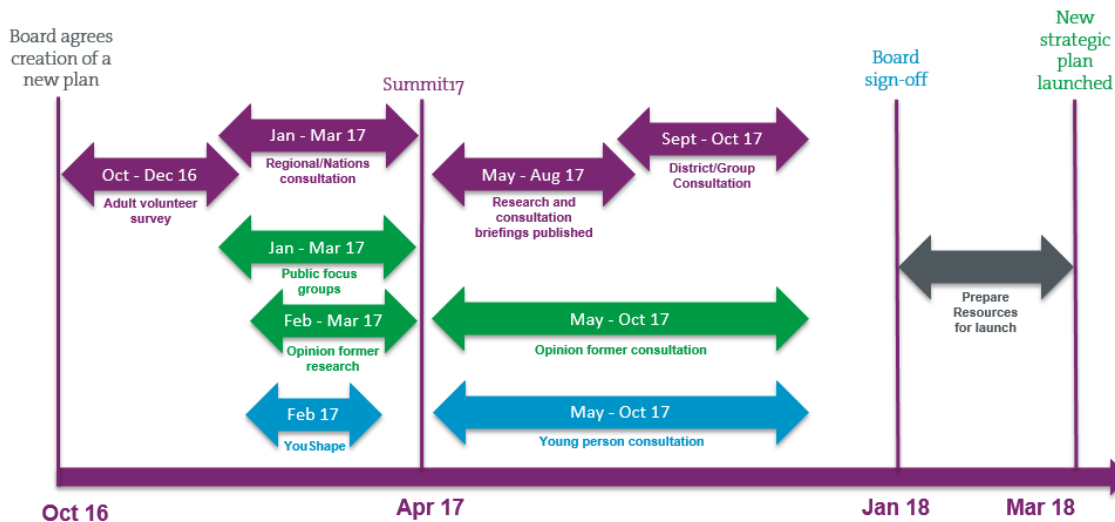 Board agrees
creation of a
new plan
Summit17
Board
sign-off
New
strategic
plan
launched
Oct - Dec 16
Adult volunteer
survey
Jan - Mar 17
Regional/Nations
consultation
May - Aug 17
Research and
consultation
briefings published
Sept - Oct 17
District/Group
Consultation
Jan - Mar 17
Public focus
groups
Feb - Mar 17
Opinion former
research
May - Oct 17
Opinion former consultation
Prepare
Resources
for launch
Feb 17
YouShape
May - Oct 17
Young person consultation
Oct 16
Apr 17
Jan 18
Mar 18